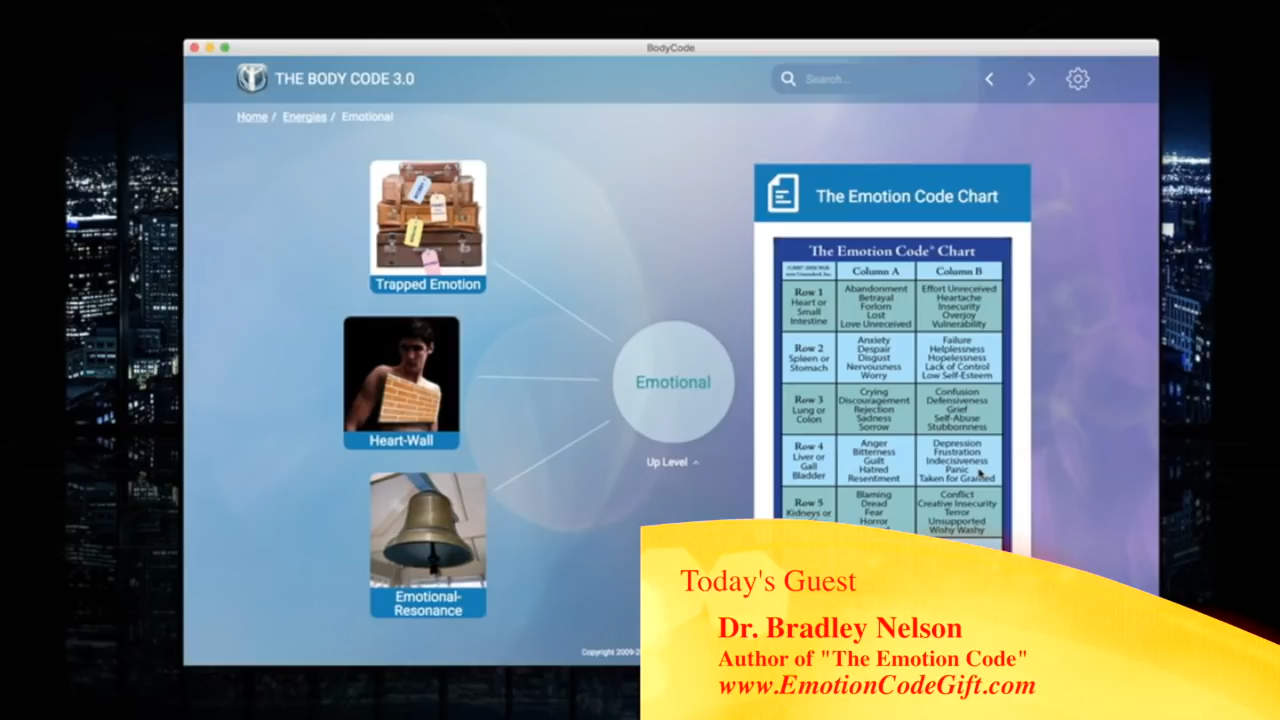 BodyCode
THE BODY CODE 3.0
Search...
Home / Energies / Emotional
Trapped Emotion
Heart-Wall
Emotional-
Resonance
Emotional
Up Level
The Emotion Code Chart
The Emotion Code® Chart
Column A
Column B
Row 1
Heart or
Small
Intestine
Abandonment
Betrayal
Forlorn
Lost
Love Unreceived
Effort Unreceived
Heartache
Insecurity
Overjoy
Vulnerability
Row 2
Spleen or
Stomach
Anxiety
Despair
Disgust
Nervousness
Worry
Failure
Helplessness
Hopelessness
Lack of Control
Low Self-Esteem
Row 3
Lung or
Colon
Crying
Discouragement
Rejection
Sadness
Sorrow
Confusion
Defensiveness
Grief
Self-Abuse
Stubbornness
Row 4
Liver or
Gall
Bladder
Anger
Bitterness
Guilt
Hatred
Resentment
Depression
Frustration
Indecisiveness
Panic
Taken for Granted
Row 5
Kidneys or
Blaming
Dread
Fear
Horror
Conflict
Creative Insecurity
Terror
Unsupported
Wishy Washy
Copyright 2009-2
Today's Guest
Dr. Bradley Nelson
Author of "The Emotion Code"
www.EmotionCodeGift.com